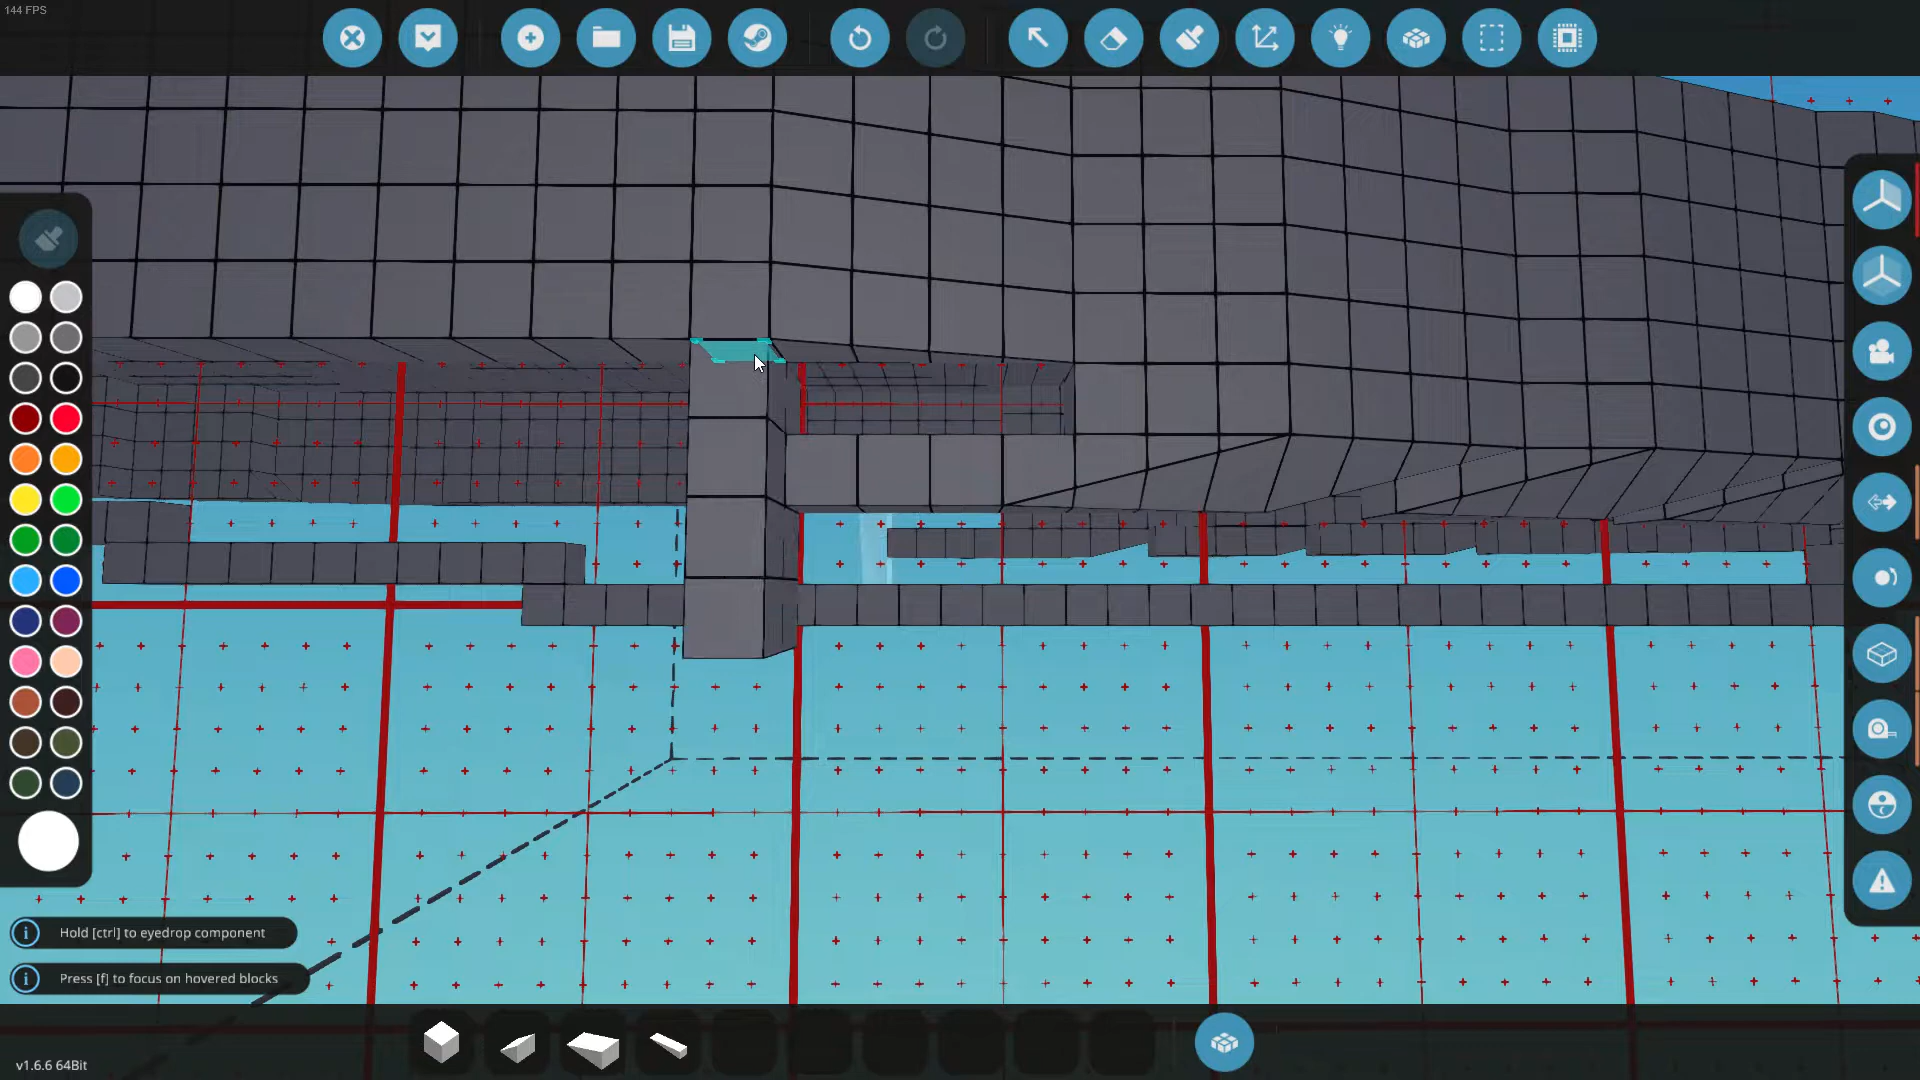 144 FPS
Hold [ctrl] to eyedrop component
Press [f] to focus on hovered blocks
v1.6.6 64Bit